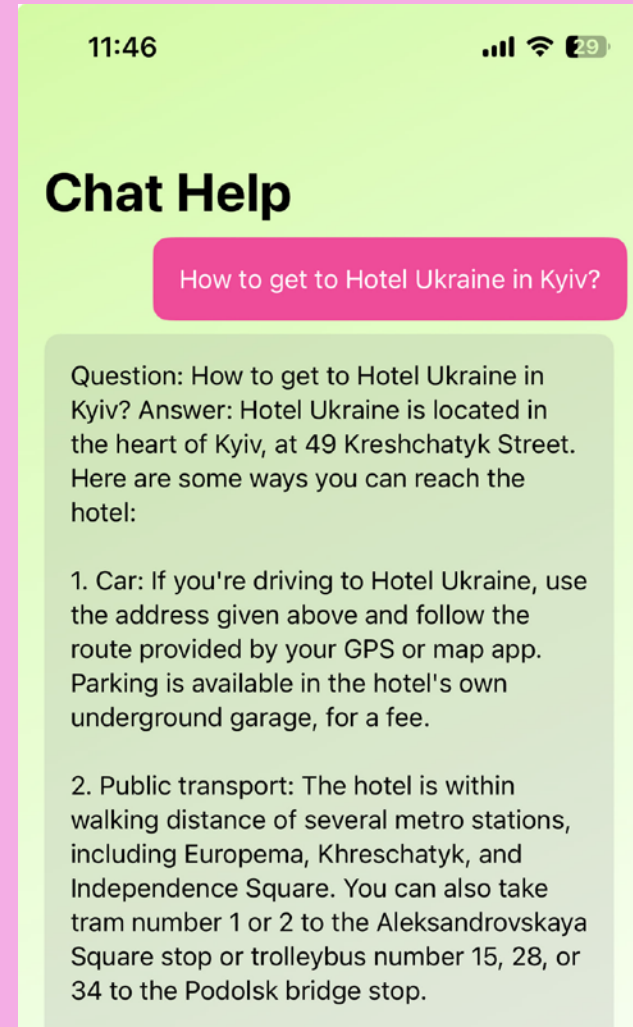 11:46
29
Chat Help
How to get to Hotel Ukraine in Kyiv?
Question: How to get to Hotel Ukraine in
Kyiv? Answer: Hotel Ukraine is located in
the heart of Kyiv, at 49 Kreshchatyk Street.
Here are some ways you can reach the
hotel:
1. Car: If you're driving to Hotel Ukraine, use
the address given above and follow the
route provided by your GPS or map app.
Parking is available in the hotel's own
underground garage, for a fee.
2. Public transport: The hotel is within
walking distance of several metro stations,
including Europema, Khreschatyk, and
Independence Square. You can also take
tram number 1 or 2 to the Aleksandrovskaya
Square stop or trolleybus number 15, 28, or
34 to the Podolsk bridge stop.